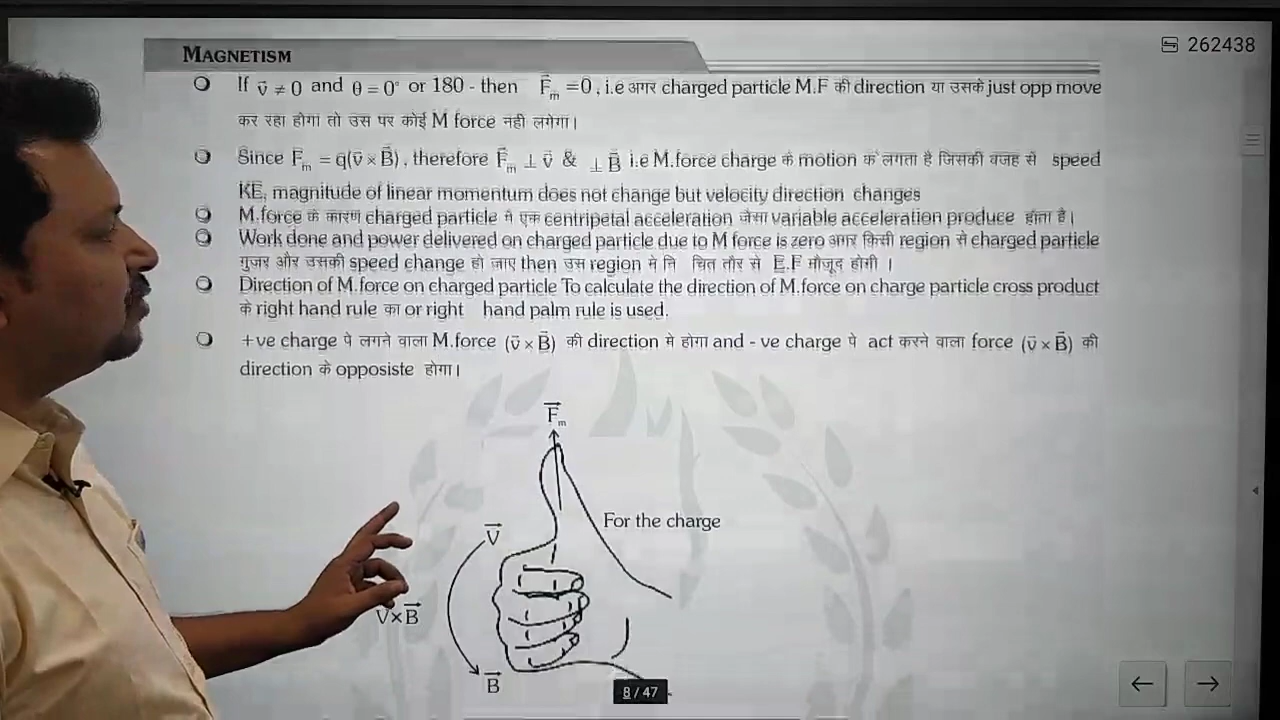 MAGNETISM
262438
If v⃗ ≠ 0 and θ = 0° or 180 - then F⃗m =0, i.e अगर charged particle M.F की direction या उसके just opp move
कर रहा होगा तो उस पर कोई M force नही लगेगा।
Since F⃗m = q(v⃗ × B⃗), therefore F⃗m ⊥ v⃗ & ⊥ B⃗ i.e M.force charge के motion के लगता है जिसकी वजह से speed
KE, magnitude of linear momentum does not change but velocity direction changes
M.force के कारण charged particle मे एक centripetal acceleration जैसा variable acceleration produce होता है।
Work done and power delivered on charged particle due to M force is zero अगर किसी region से charged particle
गुजर और उसकी speed change हो जाए then उस region मे नि चित तौर से E.F मौजूद होगी ।
Direction of M.force on charged particle To calculate the direction of M.force on charge particle cross product
के right hand rule का or right hand palm rule is used.
+ve charge पे लगने वाला M.force (v⃗ × B⃗) की direction मे होगा and - ve charge पे act करने वाला force (v⃗ × B⃗) की
direction के opposiste होगा।
F⃗m
For the charge
V⃗
V⃗×B⃗
B⃗
8 / 47